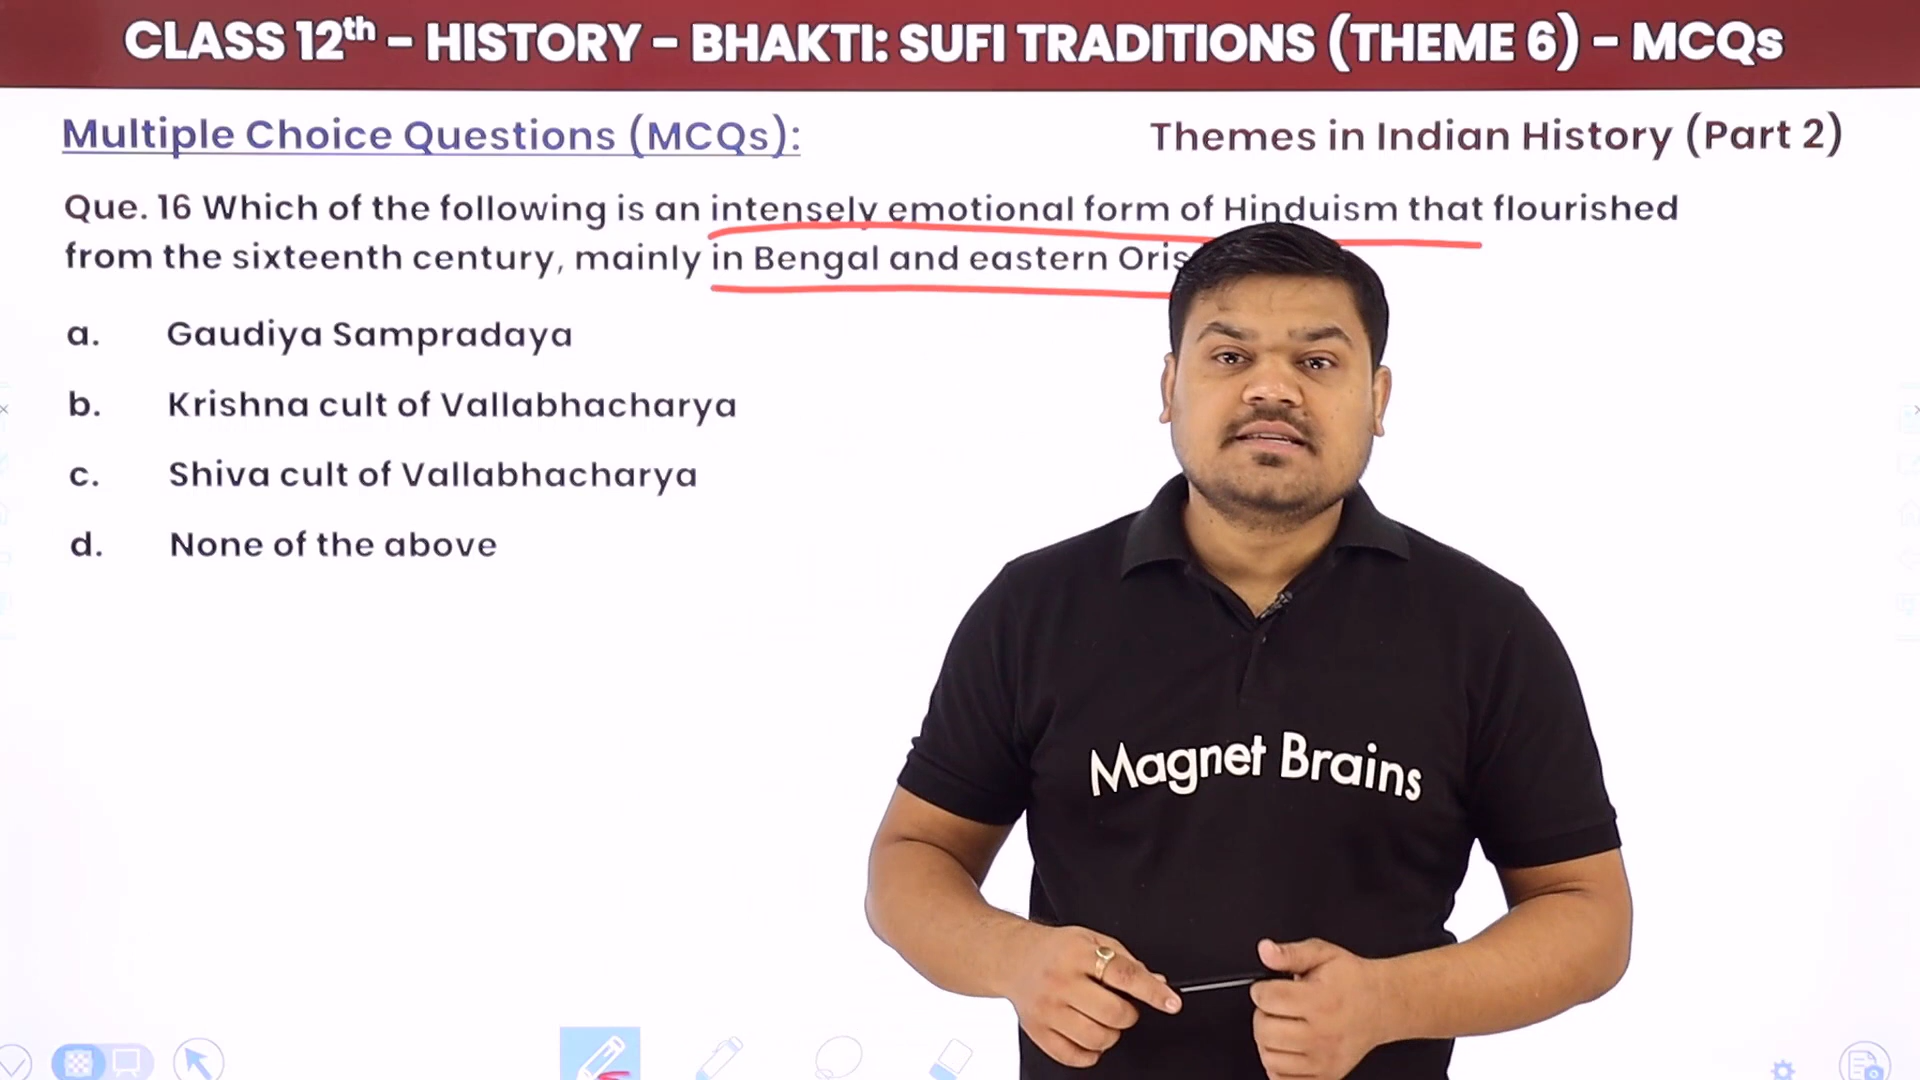 CLASS 12th – HISTORY – BHAKTI: SUFI TRADITIONS (THEME 6) – MCQs
Multiple Choice Questions (MCQs):
Themes in Indian History (Part 2)
Que. 16 Which of the following is an intensely emotional form of Hinduism that flourished
from the sixteenth century, mainly in Bengal and eastern
a. Gaudiya Sampradaya
b. Krishna cult of Vallabhacharya
c. Shiva cult of Vallabhacharya
d. None of the above
Magnet Brains